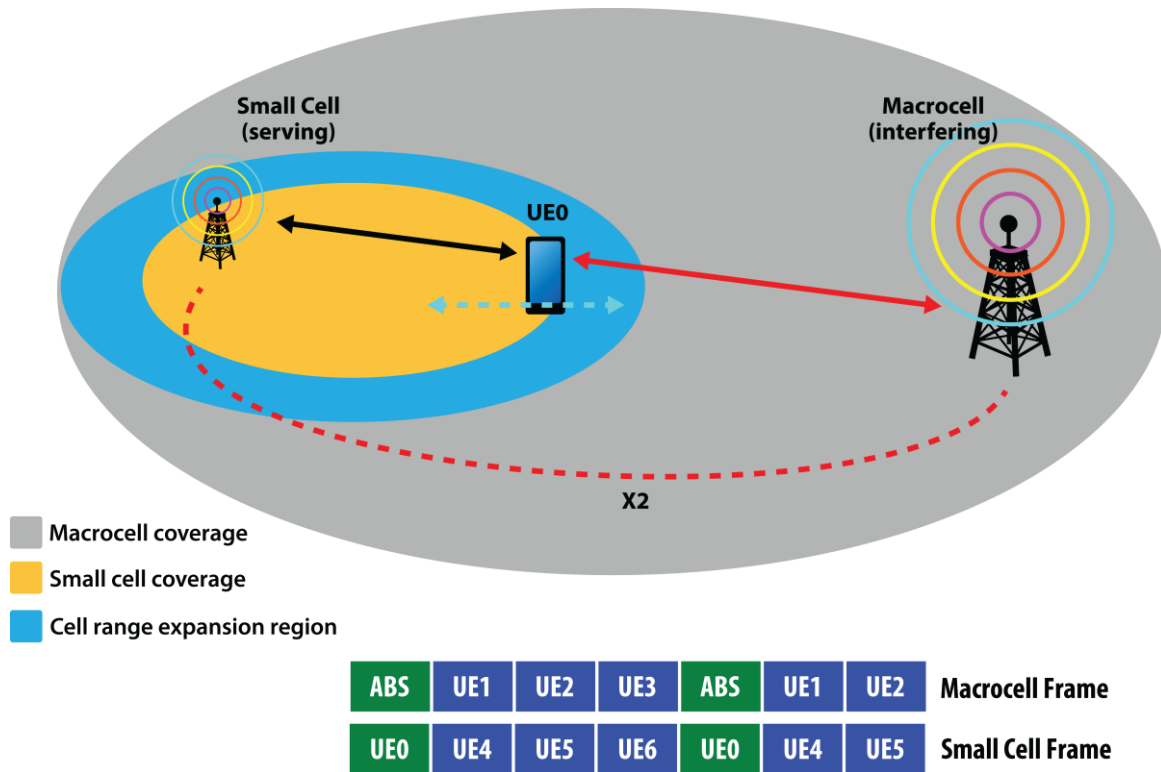 Small Cell
(serving)
Macrocell
(interfering)
UE0
X2
Macrocell coverage
Small cell coverage
Cell range expansion region
ABS UE1 UE2 UE3 ABS UE1 UE2 Macrocell Frame
UE0 UE4 UE5 UE6 UE0 UE4 UE5 Small Cell Frame